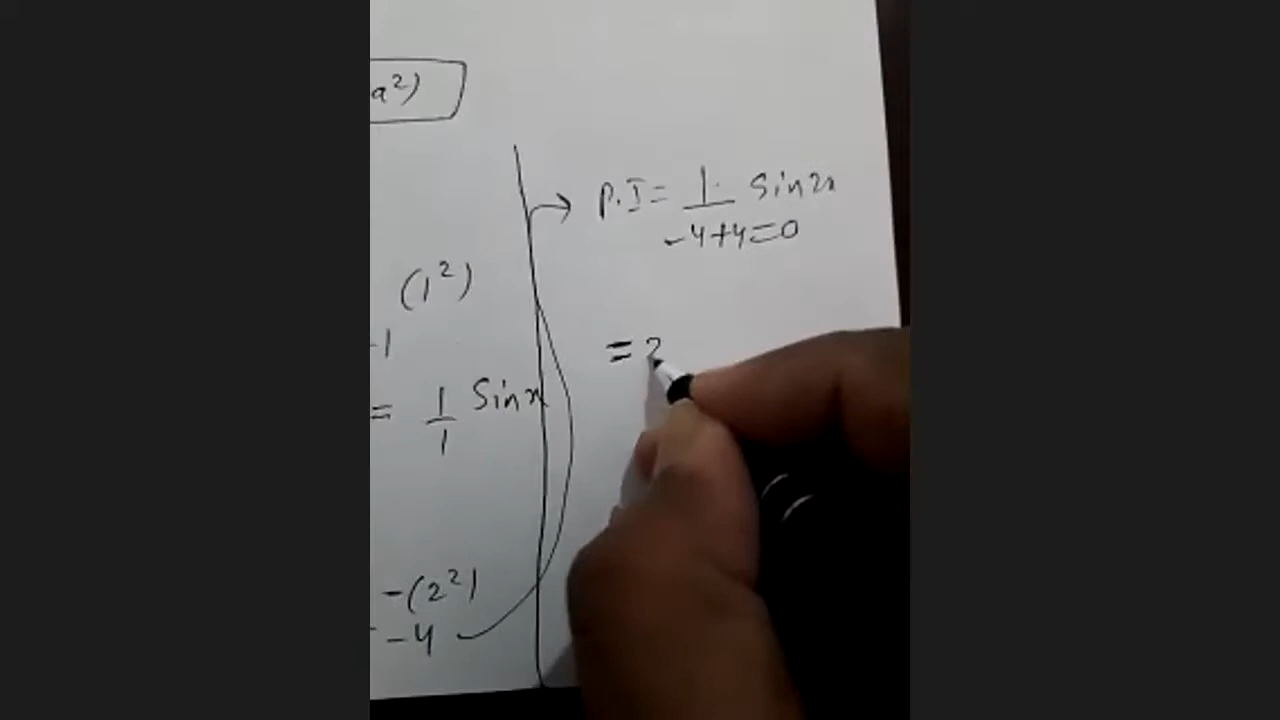 a²)
(1²)
-1
= 1/1 Sinx
-(2²)
- -4
P.I = 1/-4+4=0 Sin2x
=